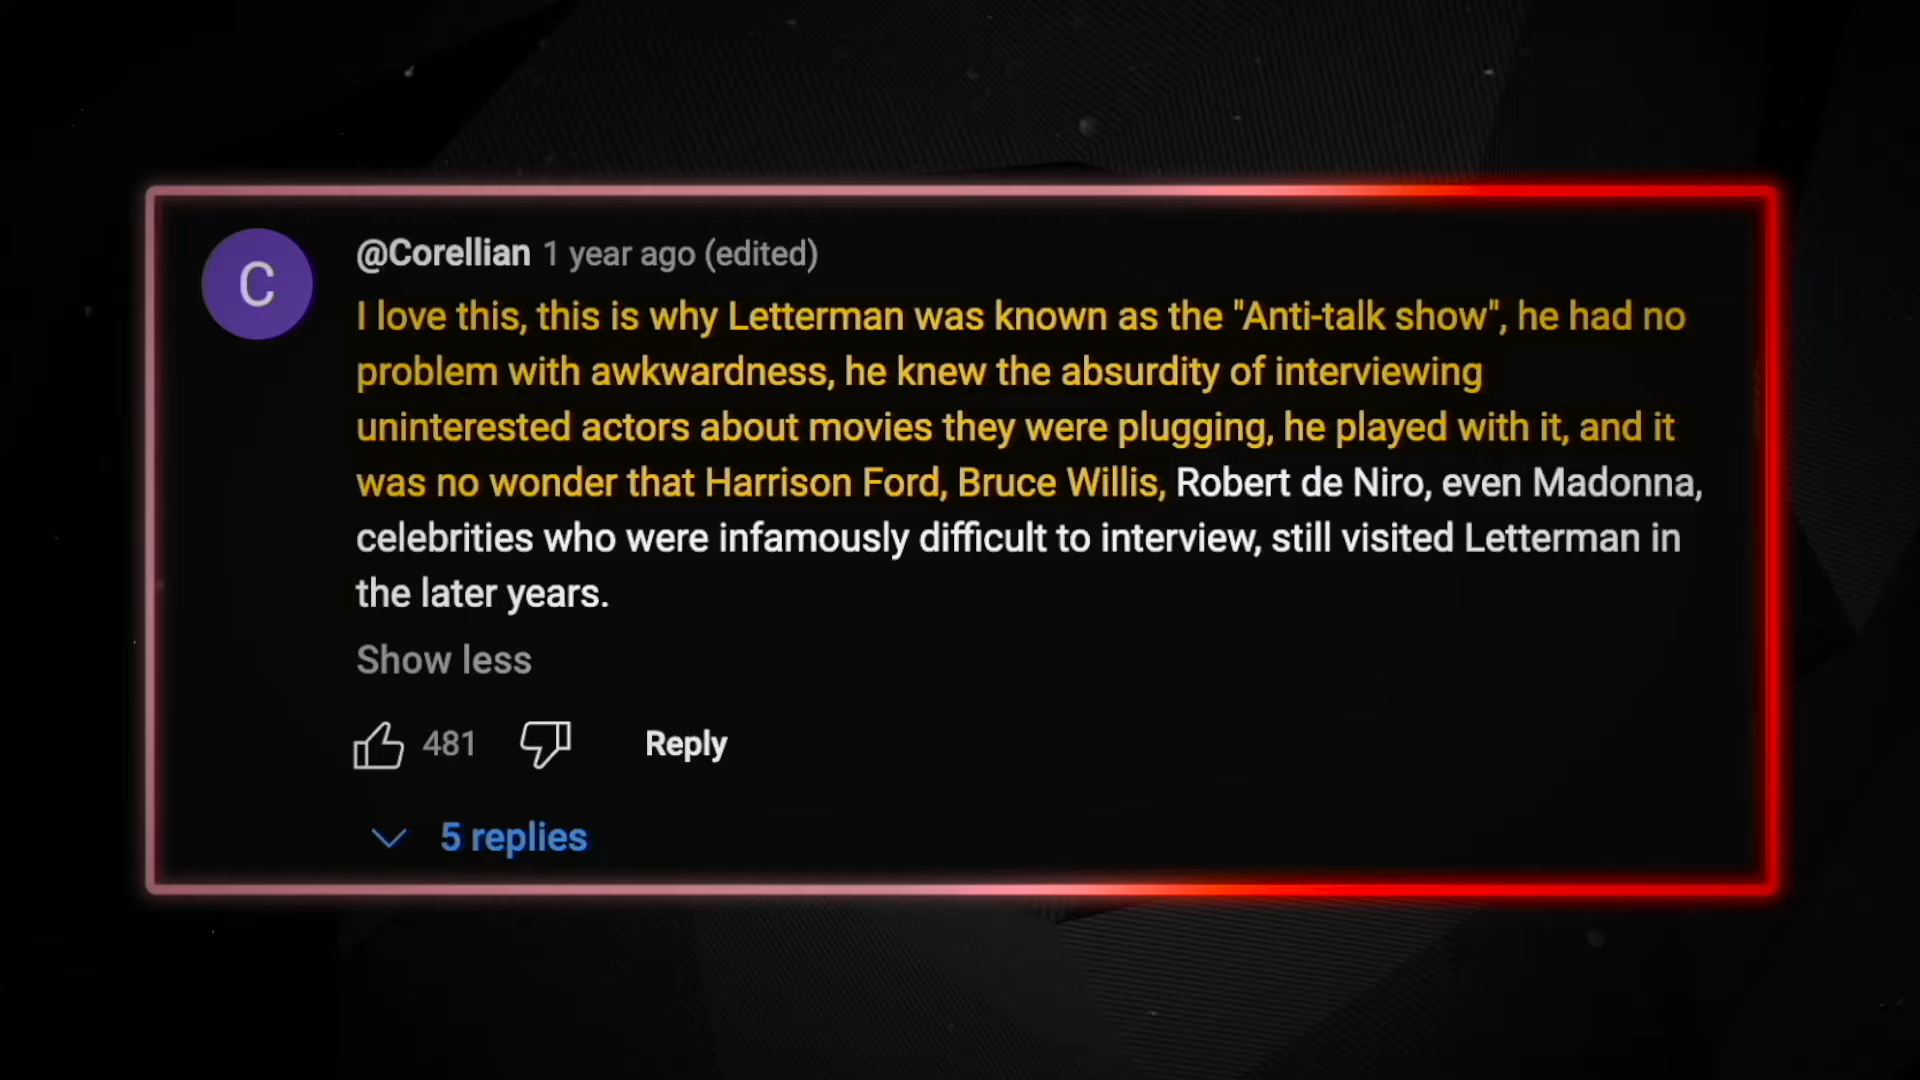 C
@Corellian 1 year ago (edited)
I love this, this is why Letterman was known as the "Anti-talk show", he had no
problem with awkwardness, he knew the absurdity of interviewing
uninterested actors about movies they were plugging, he played with it, and it
was no wonder that Harrison Ford, Bruce Willis, Robert de Niro, even Madonna,
celebrities who were infamously difficult to interview, still visited Letterman in
the later years.
Show less
481 Reply
5 replies